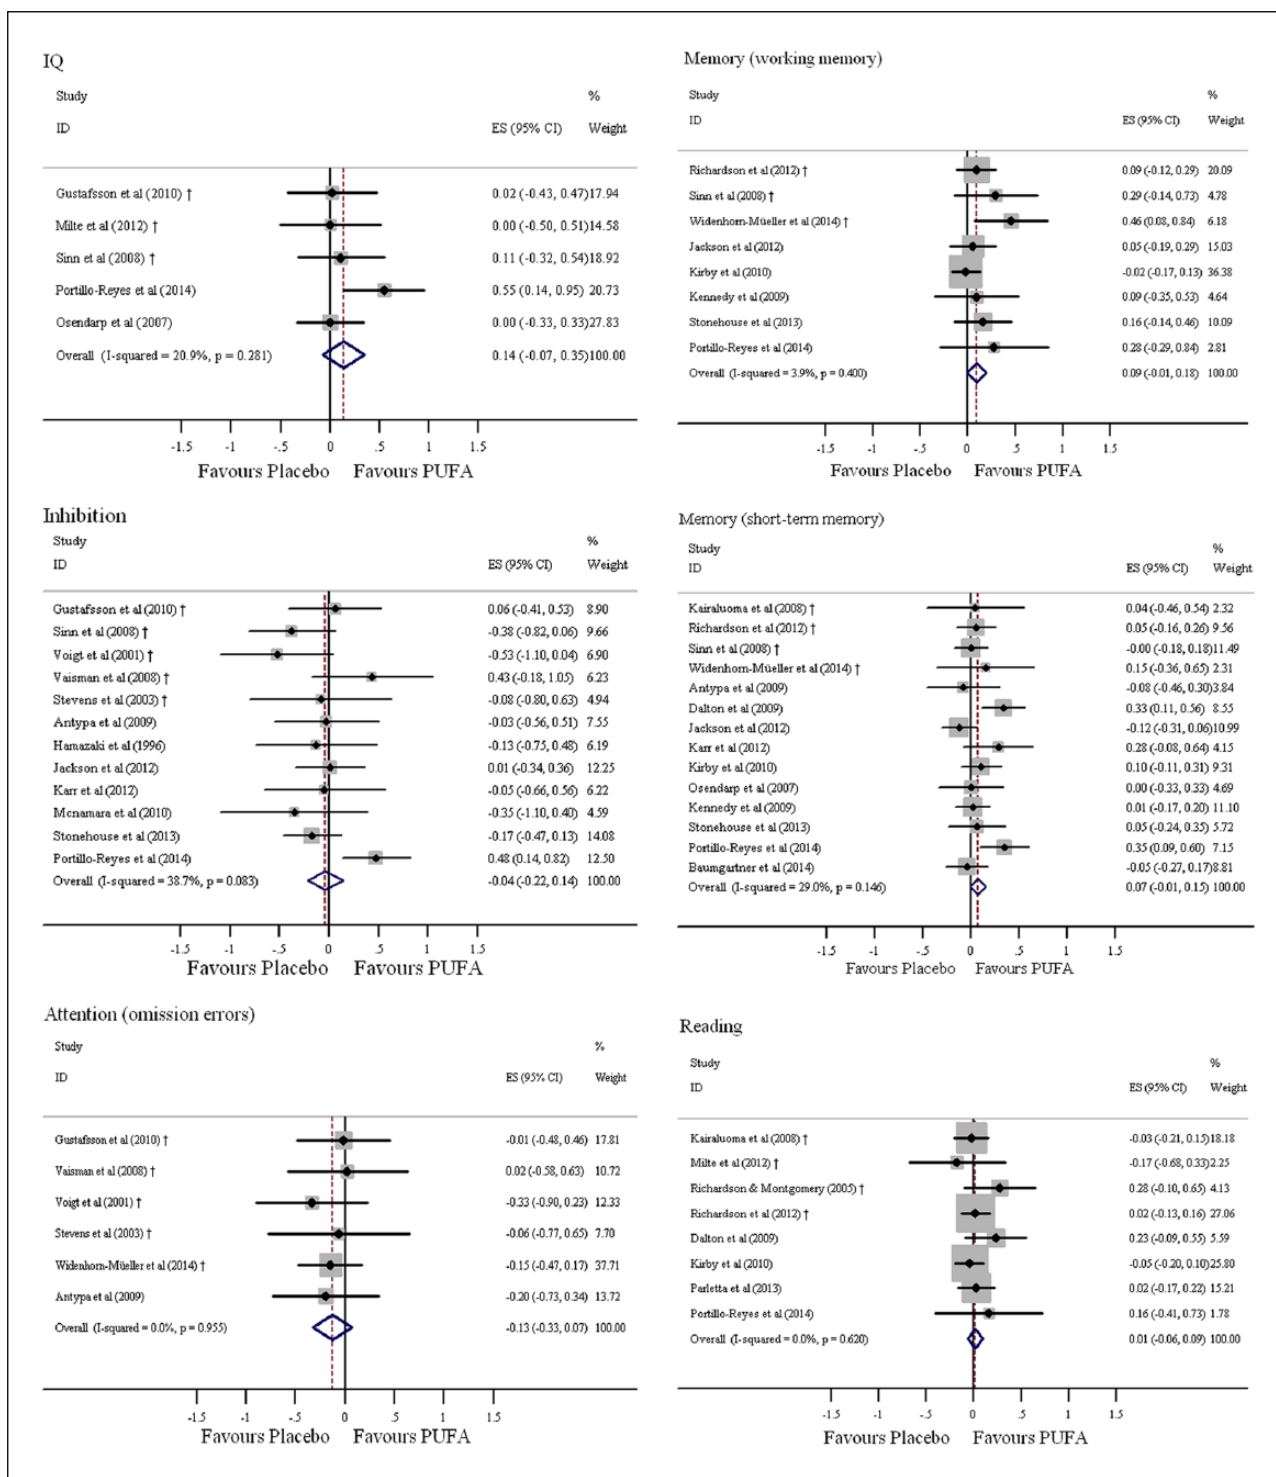 IQ
Study %
ID ES (95% CI) Weight
Gustafsson et al (2010) † 0.02 (-0.43, 0.47) 17.94
Milte et al (2012) † 0.00 (-0.50, 0.51) 14.58
Sinn et al (2008) † 0.11 (-0.32, 0.54) 18.92
Portillo-Reyes et al (2014) 0.55 (0.14, 0.95) 20.73
Osendarp et al (2007) 0.00 (-0.33, 0.33) 27.83
Overall (I-squared = 20.9%, p = 0.281) 0.14 (-0.07, 0.35) 100.00
-1.5 -1 -.5 0 .5 1 1.5
Favours Placebo Favours PUFA
Memory (working memory)
Study %
ID ES (95% CI) Weight
Richardson et al (2012) † 0.09 (-0.12, 0.29) 20.09
Sinn et al (2008) † 0.29 (-0.14, 0.73) 4.78
Widenhorn-Müeller et al (2014) † 0.46 (0.08, 0.84) 6.18
Jackson et al (2012) 0.05 (-0.19, 0.29) 15.03
Kirby et al (2010) -0.02 (-0.17, 0.13) 36.38
Kennedy et al (2009) 0.09 (-0.35, 0.53) 4.64
Stonehouse et al (2013) 0.16 (-0.14, 0.46) 10.09
Portillo-Reyes et al (2014) 0.28 (-0.29, 0.84) 2.81
Overall (I-squared = 3.9%, p = 0.400) 0.09 (-0.01, 0.18) 100.00
-1.5 -1 -.5 0 .5 1 1.5
Favours Placebo Favours PUFA
Inhibition
Study %
ID ES (95% CI) Weight
Gustafsson et al (2010) † 0.06 (-0.41, 0.53) 8.90
Sinn et al (2008) † -0.38 (-0.82, 0.06) 9.66
Voigt et al (2001) † -0.53 (-1.10, 0.04) 6.90
Vaisman et al (2008) † 0.43 (-0.18, 1.05) 6.23
Stevens et al (2003) † -0.08 (-0.80, 0.63) 4.94
Antypa et al (2009) -0.03 (-0.56, 0.51) 7.55
Hamazaki et al (1996) -0.13 (-0.75, 0.48) 6.19
Jackson et al (2012) 0.01 (-0.34, 0.36) 12.25
Karr et al (2012) -0.05 (-0.66, 0.56) 6.22
Mcnamara et al (2010) -0.35 (-1.10, 0.40) 4.59
Stonehouse et al (2013) -0.17 (-0.47, 0.13) 14.08
Portillo-Reyes et al (2014) 0.48 (0.14, 0.82) 12.50
Overall (I-squared = 38.7%, p = 0.083) -0.04 (-0.22, 0.14) 100.00
-1.5 -1 -.5 0 .5 1 1.5
Favours Placebo Favours PUFA
Memory (short-term memory)
Study %
ID ES (95% CI) Weight
Kairaluoma et al (2008) † 0.04 (-0.46, 0.54) 2.32
Richardson et al (2012) † 0.05 (-0.16, 0.26) 9.56
Sinn et al (2008) † -0.00 (-0.18, 0.18) 11.49
Widenhorn-Müeller et al (2014) † 0.15 (-0.36, 0.65) 2.31
Antypa et al (2009) -0.08 (-0.46, 0.30) 3.84
Dalton et al (2009) 0.33 (0.11, 0.56) 8.55
Jackson et al (2012) -0.12 (-0.31, 0.06) 10.99
Karr et al (2012) 0.28 (-0.08, 0.64) 4.15
Kirby et al (2010) 0.10 (-0.11, 0.31) 9.31
Osendarp et al (2007) 0.00 (-0.33, 0.33) 4.69
Kennedy et al (2009) 0.01 (-0.17, 0.20) 11.10
Stonehouse et al (2013) 0.05 (-0.24, 0.35) 5.72
Portillo-Reyes et al (2014) 0.35 (0.09, 0.60) 7.15
Baumgartner et al (2014) -0.05 (-0.27, 0.17) 8.81
Overall (I-squared = 29.0%, p = 0.146) 0.07 (-0.01, 0.15) 100.00
-1.5 -1 -.5 0 .5 1 1.5
Favours Placebo Favours PUFA
Attention (omission errors)
Study %
ID ES (95% CI) Weight
Gustafsson et al (2010) † -0.01 (-0.48, 0.46) 17.81
Vaisman et al (2008) † 0.02 (-0.58, 0.63) 10.72
Voigt et al (2001) † -0.33 (-0.90, 0.23) 12.33
Stevens et al (2003) † -0.06 (-0.77, 0.65) 7.70
Widenhorn-Müeller et al (2014) † -0.15 (-0.47, 0.17) 37.71
Antypa et al (2009) -0.20 (-0.73, 0.34) 13.72
Overall (I-squared = 0.0%, p = 0.955) -0.13 (-0.33, 0.07) 100.00
-1.5 -1 -.5 0 .5 1 1.5
Favours Placebo Favours PUFA
Reading
Study %
ID ES (95% CI) Weight
Kairaluoma et al (2008) † -0.03 (-0.21, 0.15) 18.18
Milte et al (2012) † -0.17 (-0.68, 0.33) 2.25
Richardson & Montgomery (2005) † 0.28 (-0.10, 0.65) 4.13
Richardson et al (2012) † 0.02 (-0.13, 0.16) 27.06
Dalton et al (2009) 0.23 (-0.09, 0.55) 5.59
Kirby et al (2010) -0.05 (-0.20, 0.10) 25.80
Parletta et al (2013) 0.02 (-0.17, 0.22) 15.21
Portillo-Reyes et al (2014) 0.16 (-0.41, 0.73) 1.78
Overall (I-squared = 0.0%, p = 0.620) 0.01 (-0.06, 0.09) 100.00
-1.5 -1 -.5 0 .5 1 1.5
Favours Placebo Favours PUFA